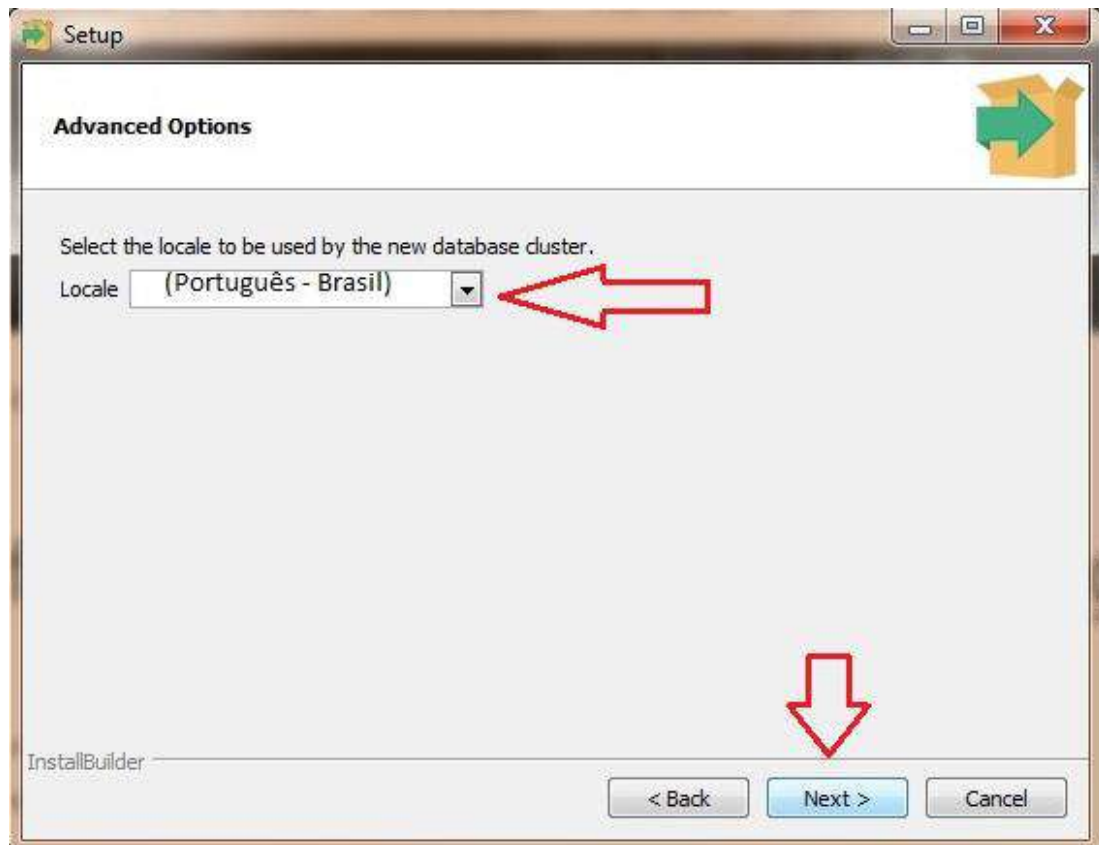 Setup
Advanced Options
Select the locale to be used by the new database cluster.
Locale (Português - Brasil)
InstallBuilder
< Back Next > Cancel